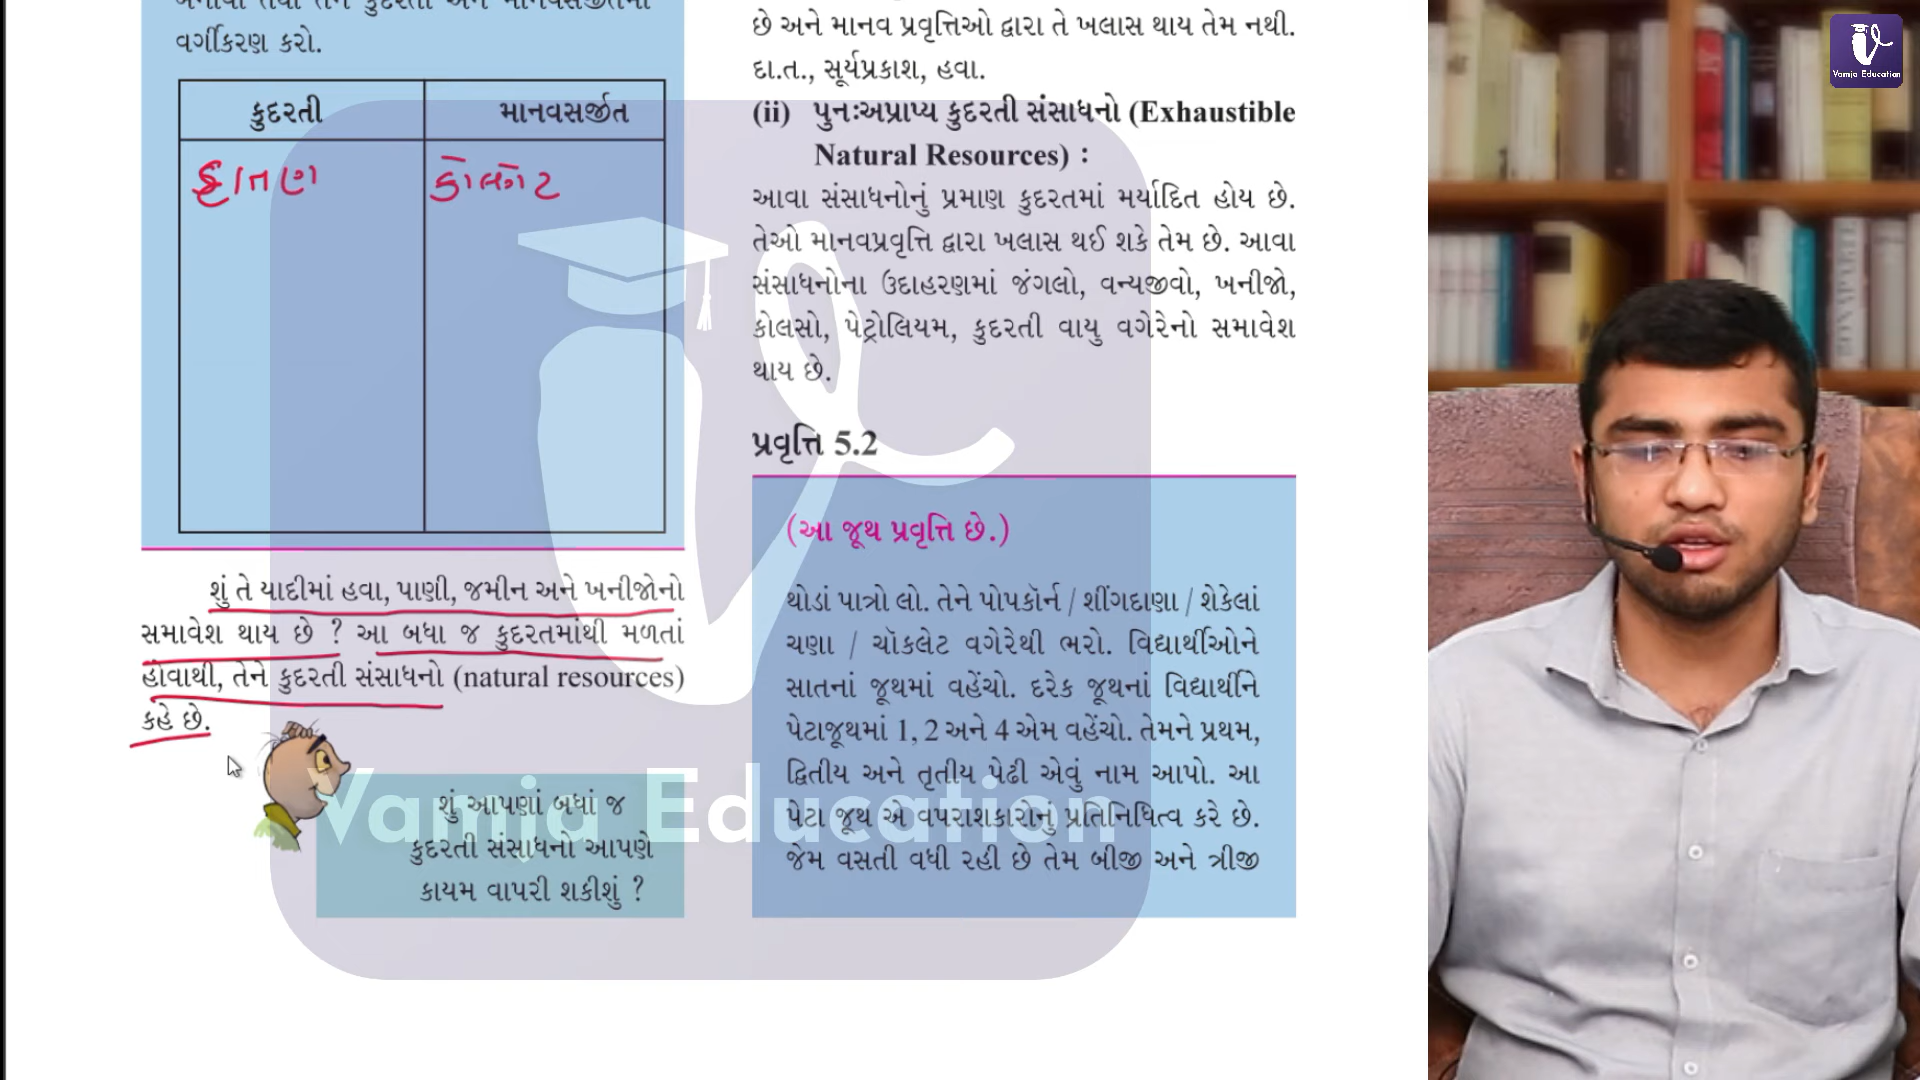 વર્ગીકરણ કરો.
કુદરતી
માનવસર્જીત
શું તે યાદીમાં હવા, પાણી, જમીન અને ખનીજોનો
સમાવેશ થાય છે ? આ બધા જ કુદરતમાંથી મળતાં
હોવાથી, તેને કુદરતી સંસાધનો (natural resources)
કહે છે.
શું આપણાં બધાં જ
કુદરતી સંસાધનો આપણે
કાયમ વાપરી શકીશું ?
છે અને માનવ પ્રવૃત્તિઓ દ્વારા તે ખલાસ થાય તેમ નથી.
દા.ત., સૂર્યપ્રકાશ, હવા.
(ii) પુનઃઅપ્રાપ્ય કુદરતી સંસાધનો (Exhaustible
Natural Resources) :
આવા સંસાધનોનું પ્રમાણ કુદરતમાં મર્યાદિત હોય છે.
તેઓ માનવપ્રવૃત્તિ દ્વારા ખલાસ થઈ શકે તેમ છે. આવા
સંસાધનોના ઉદાહરણમાં જંગલો, વન્યજીવો, ખનીજો,
કોલસો, પેટ્રોલિયમ, કુદરતી વાયુ વગેરેનો સમાવેશ
થાય છે.
પ્રવૃત્તિ 5.2
(આ જૂથ પ્રવૃત્તિ છે.)
થોડાં પાત્રો લો. તેને પોપકૉર્ન / શીંગદાણા / શેકેલાં
ચણા / ચૉકલેટ વગેરેથી ભરો. વિદ્યાર્થીઓને
સાતનાં જૂથમાં વહેંચો. દરેક જૂથનાં વિદ્યાર્થીને
પેટાજૂથમાં 1, 2 અને 4 એમ વહેંચો. તેમને પ્રથમ,
દ્વિતીય અને તૃતીય પેઢી એવું નામ આપો. આ
પેટા જૂથ એ વપરાશકારોનું પ્રતિનિધિત્વ કરે છે.
જેમ વસતી વધી રહી છે તેમ બીજી અને ત્રીજી
Vamja Education
Vamja Education